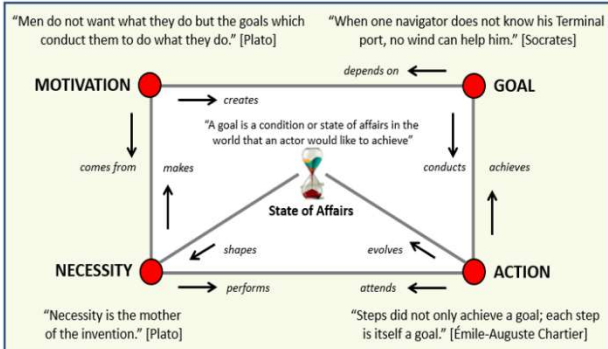 “Men do not want what they do but the goals which
conduct them to do what they do.” [Plato]
“When one navigator does not know his Terminal
port, no wind can help him.” [Socrates]
depends on
MOTIVATION
GOAL
creates
“A goal is a condition or state of affairs in the
world that an actor would like to achieve”
comes from
makes
conducts
achieves
State of Affairs
shapes
evolves
NECESSITY
ACTION
performs
attends
“Necessity is the mother
of the invention.” [Plato]
“Steps did not only achieve a goal; each step
is itself a goal.” [Émile-Auguste Chartier]